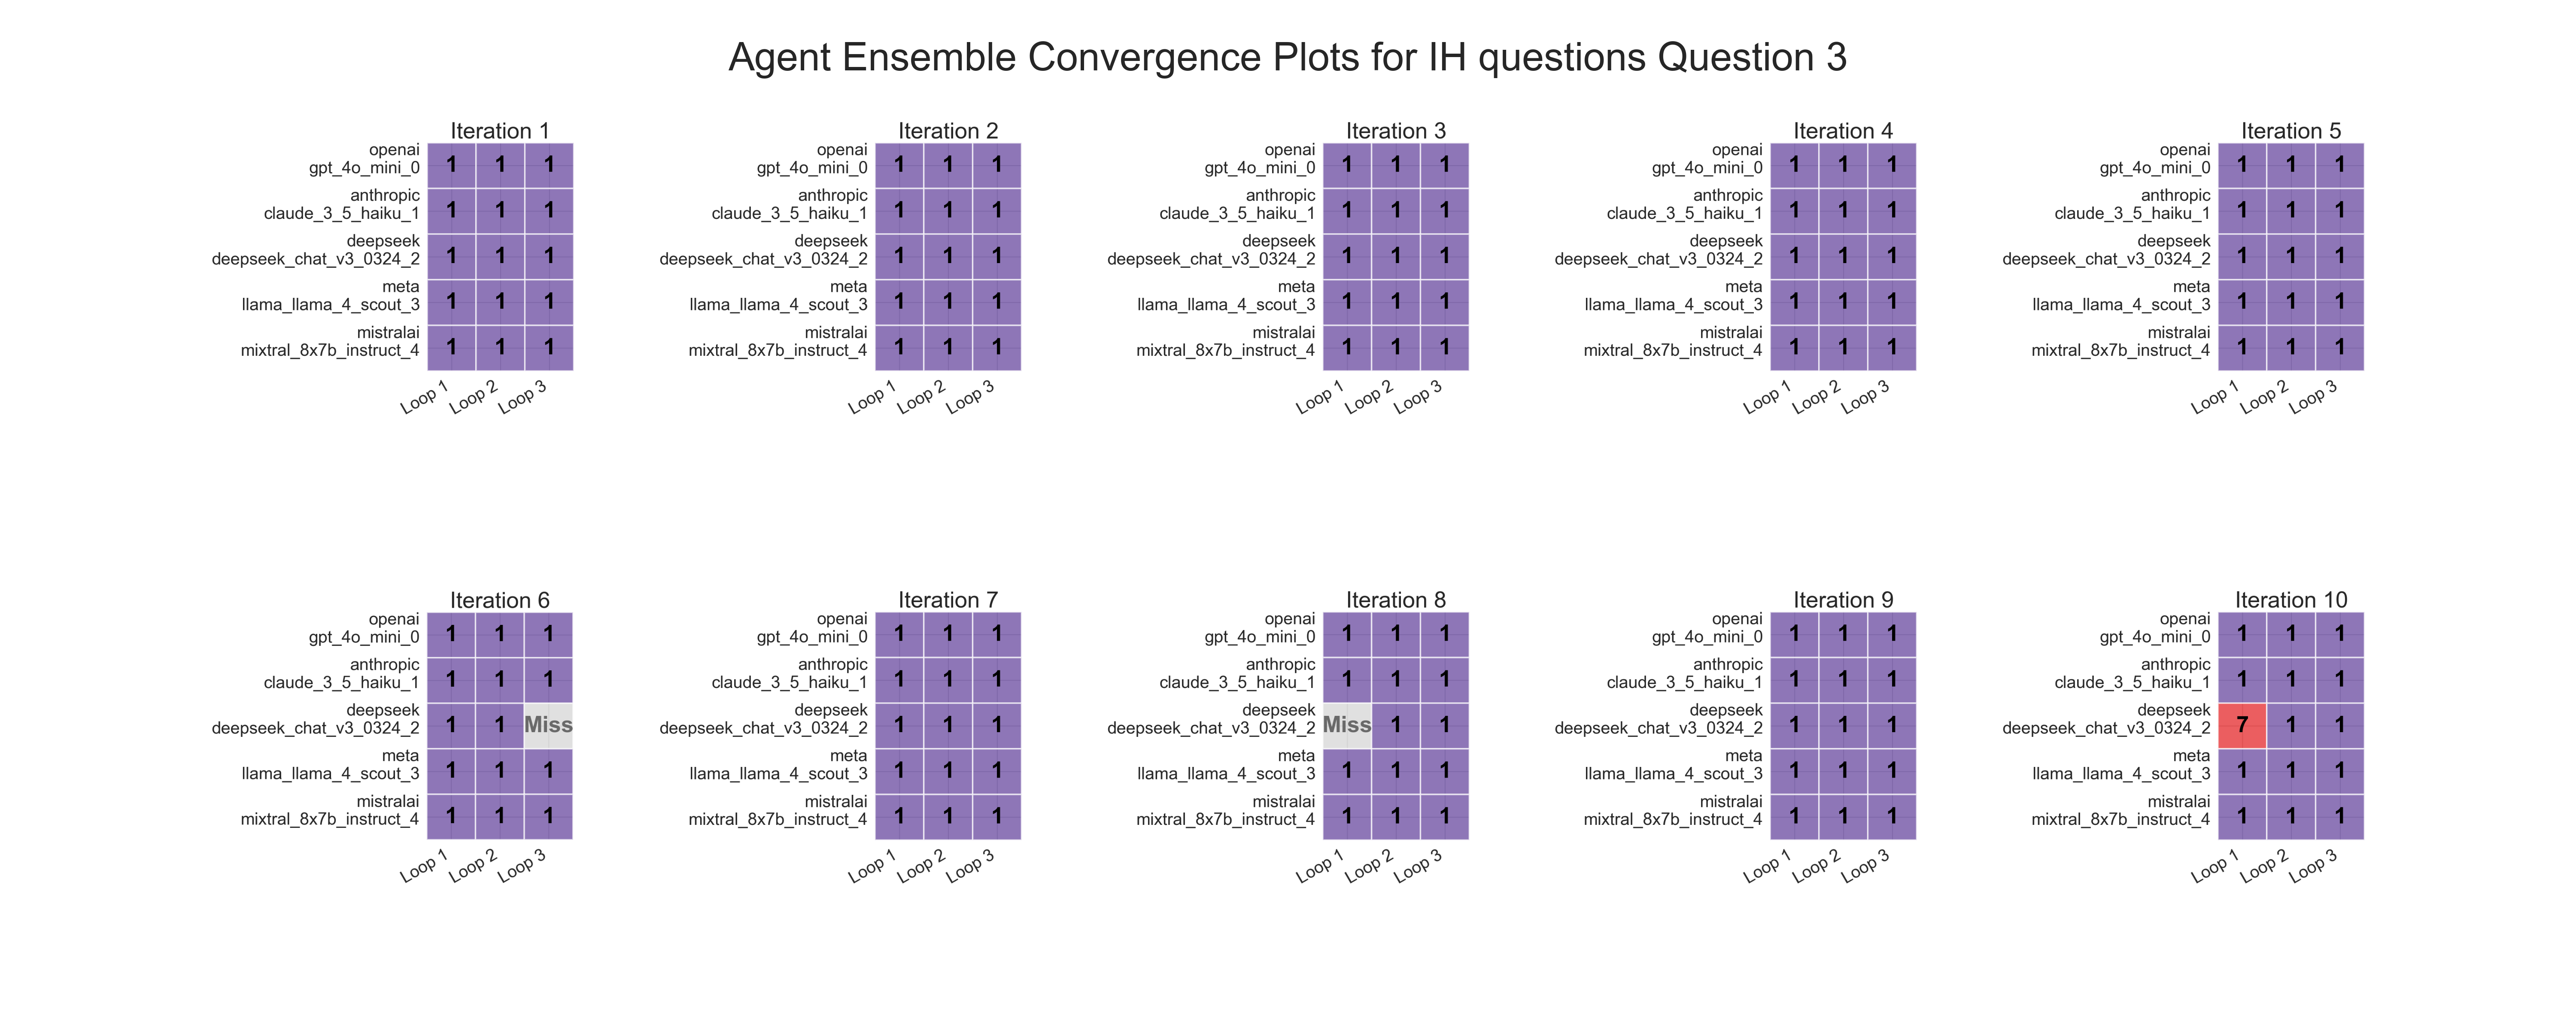 Agent Ensemble Convergence Plots for IH questions Question 3
Iteration 1
openai
gpt_4o_mini_0
1 1 1
anthropic
claude_3_5_haiku_1
1 1 1
deepseek
deepseek_chat_v3_0324_2
1 1 1
meta
llama_llama_4_scout_3
1 1 1
mistralai
mixtral_8x7b_instruct_4
1 1 1
Loop 1 Loop 2 Loop 3
Iteration 2
openai
gpt_4o_mini_0
1 1 1
anthropic
claude_3_5_haiku_1
1 1 1
deepseek
deepseek_chat_v3_0324_2
1 1 1
meta
llama_llama_4_scout_3
1 1 1
mistralai
mixtral_8x7b_instruct_4
1 1 1
Loop 1 Loop 2 Loop 3
Iteration 3
openai
gpt_4o_mini_0
1 1 1
anthropic
claude_3_5_haiku_1
1 1 1
deepseek
deepseek_chat_v3_0324_2
1 1 1
meta
llama_llama_4_scout_3
1 1 1
mistralai
mixtral_8x7b_instruct_4
1 1 1
Loop 1 Loop 2 Loop 3
Iteration 4
openai
gpt_4o_mini_0
1 1 1
anthropic
claude_3_5_haiku_1
1 1 1
deepseek
deepseek_chat_v3_0324_2
1 1 1
meta
llama_llama_4_scout_3
1 1 1
mistralai
mixtral_8x7b_instruct_4
1 1 1
Loop 1 Loop 2 Loop 3
Iteration 5
openai
gpt_4o_mini_0
1 1 1
anthropic
claude_3_5_haiku_1
1 1 1
deepseek
deepseek_chat_v3_0324_2
1 1 1
meta
llama_llama_4_scout_3
1 1 1
mistralai
mixtral_8x7b_instruct_4
1 1 1
Loop 1 Loop 2 Loop 3
Iteration 6
openai
gpt_4o_mini_0
1 1 1
anthropic
claude_3_5_haiku_1
1 1 1
deepseek
deepseek_chat_v3_0324_2
1 1 Miss
meta
llama_llama_4_scout_3
1 1 1
mistralai
mixtral_8x7b_instruct_4
1 1 1
Loop 1 Loop 2 Loop 3
Iteration 7
openai
gpt_4o_mini_0
1 1 1
anthropic
claude_3_5_haiku_1
1 1 1
deepseek
deepseek_chat_v3_0324_2
1 1 1
meta
llama_llama_4_scout_3
1 1 1
mistralai
mixtral_8x7b_instruct_4
1 1 1
Loop 1 Loop 2 Loop 3
Iteration 8
openai
gpt_4o_mini_0
1 1 1
anthropic
claude_3_5_haiku_1
1 1 1
deepseek
deepseek_chat_v3_0324_2
Miss 1 1
meta
llama_llama_4_scout_3
1 1 1
mistralai
mixtral_8x7b_instruct_4
1 1 1
Loop 1 Loop 2 Loop 3
Iteration 9
openai
gpt_4o_mini_0
1 1 1
anthropic
claude_3_5_haiku_1
1 1 1
deepseek
deepseek_chat_v3_0324_2
1 1 1
meta
llama_llama_4_scout_3
1 1 1
mistralai
mixtral_8x7b_instruct_4
1 1 1
Loop 1 Loop 2 Loop 3
Iteration 10
openai
gpt_4o_mini_0
1 1 1
anthropic
claude_3_5_haiku_1
1 1 1
deepseek
deepseek_chat_v3_0324_2
7 1 1
meta
llama_llama_4_scout_3
1 1 1
mistralai
mixtral_8x7b_instruct_4
1 1 1
Loop 1 Loop 2 Loop 3